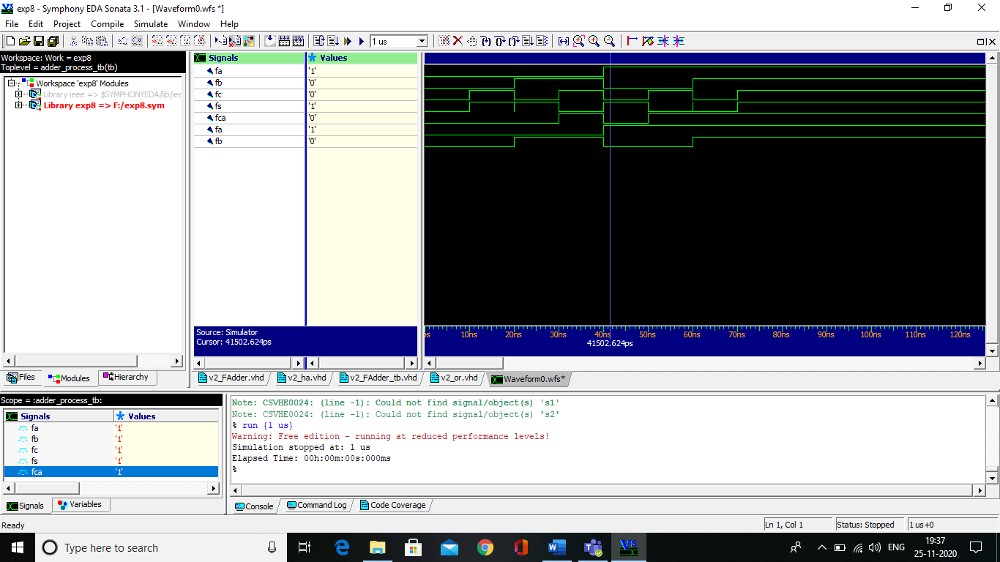 exp8 - Symphony EDA Sonata 3.1 - [Waveform0.wfs *]
File Edit Project Compile Simulate Window Help
1 us
Workspace: Work = exp8
Toplevel = adder_process_tb(tb)
Workspace 'exp8' Modules
Library ieee => $SYMPHONYEDA/lib/iee
Library exp8 => F:/exp8.sym
Files Modules Hierarchy
Signals Values
fa '1'
fb '0'
fc '0'
fs '1'
fca '0'
fa '1'
fb '0'
Source: Simulator
Cursor: 41502.624ps
ps 10ns 20ns 30ns 40ns 50ns 60ns 70ns 80ns 90ns 100ns 110ns 120ns
41502.624ps
v2_FAdder.vhd v2_ha.vhd v2_FAdder_tb.vhd v2_or.vhd Waveform0.wfs*
Scope = :adder_process_tb:
Signals Values
fa '1'
fb '1'
fc '1'
fs '1'
fca '1'
Signals Variables
Note: CSVHE0024: (line -1): Could not find signal/object(s) 's1'
Note: CSVHE0024: (line -1): Could not find signal/object(s) 's2'
% run {1 us}
Warning: Free edition - running at reduced performance levels!
Simulation stopped at: 1 us
Elapsed Time: 00h:00m:00s:000ms
%
Console Command Log Code Coverage
Ready
Ln 1, Col 1 Status: Stopped 1 us+0
Type here to search
ENG
19:37
25-11-2020